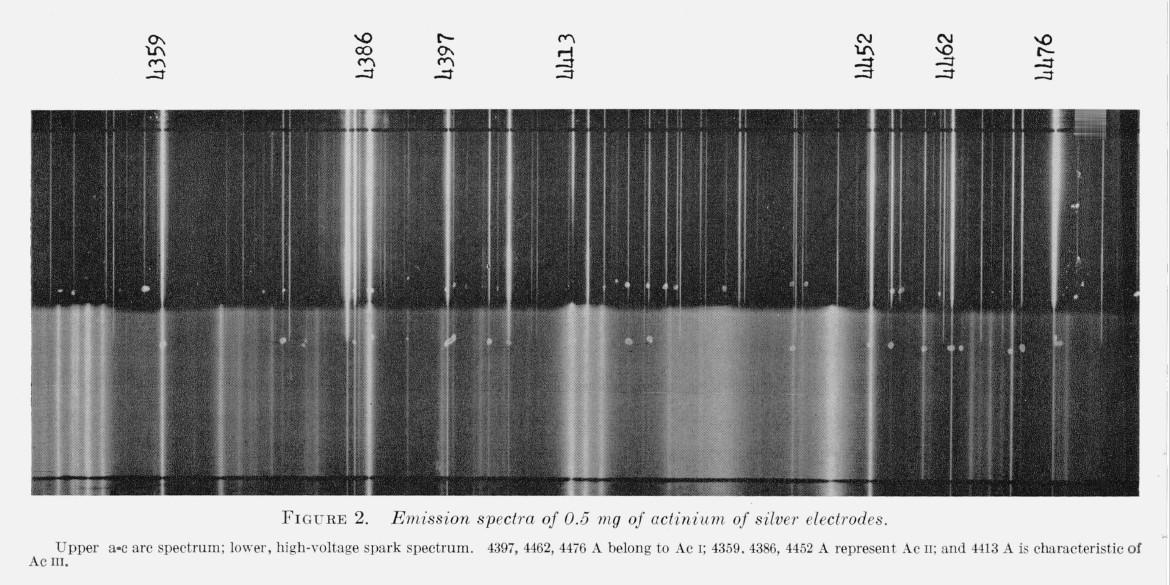 4359 4386 4397 4413 4452 4462 4476
FIGURE 2. Emission spectra of 0.5 mg of actinium of silver electrodes.
Upper a-c arc spectrum; lower, high-voltage spark spectrum. 4397, 4462, 4476 A belong to Ac I; 4359, 4386, 4452 A represent Ac II; and 4413 A is characteristic of
Ac III.